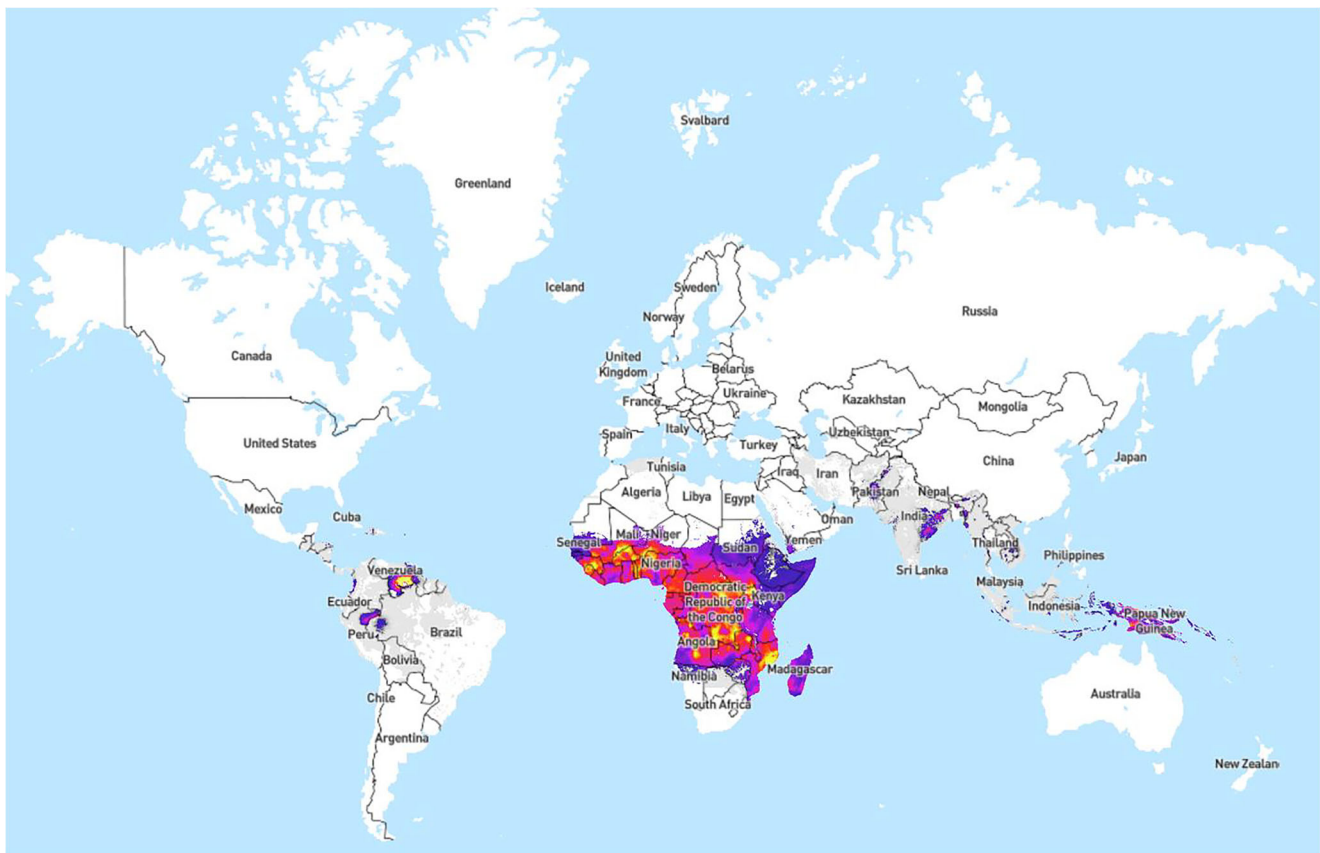 Svalbard
Greenland
Iceland
Sweden
Norway
Russia
United
Kingdom
Belarus
Canada
Ukraine
France
Kazakhstan
Mongolia
Italy
Uzbekistan
Spain
United States
Turkey
Japan
China
Tunisia
Iraq
Iran
Algeria
Libya
Egypt
Pakistan
Nepal
Mexico
Cuba
India
Oman
Mali
Niger
Senegal
Sudan
Yemen
Thailand
Philippines
Nigeria
Venezuela
Sri Lanka
Malaysia
Democratic
Republic of
the Congo
Kenya
Ecuador
Indonesia
Papua New
Guinea
Peru
Brazil
Angola
Bolivia
Namibia
Madagascar
Chile
South Africa
Australia
Argentina
New Zealan